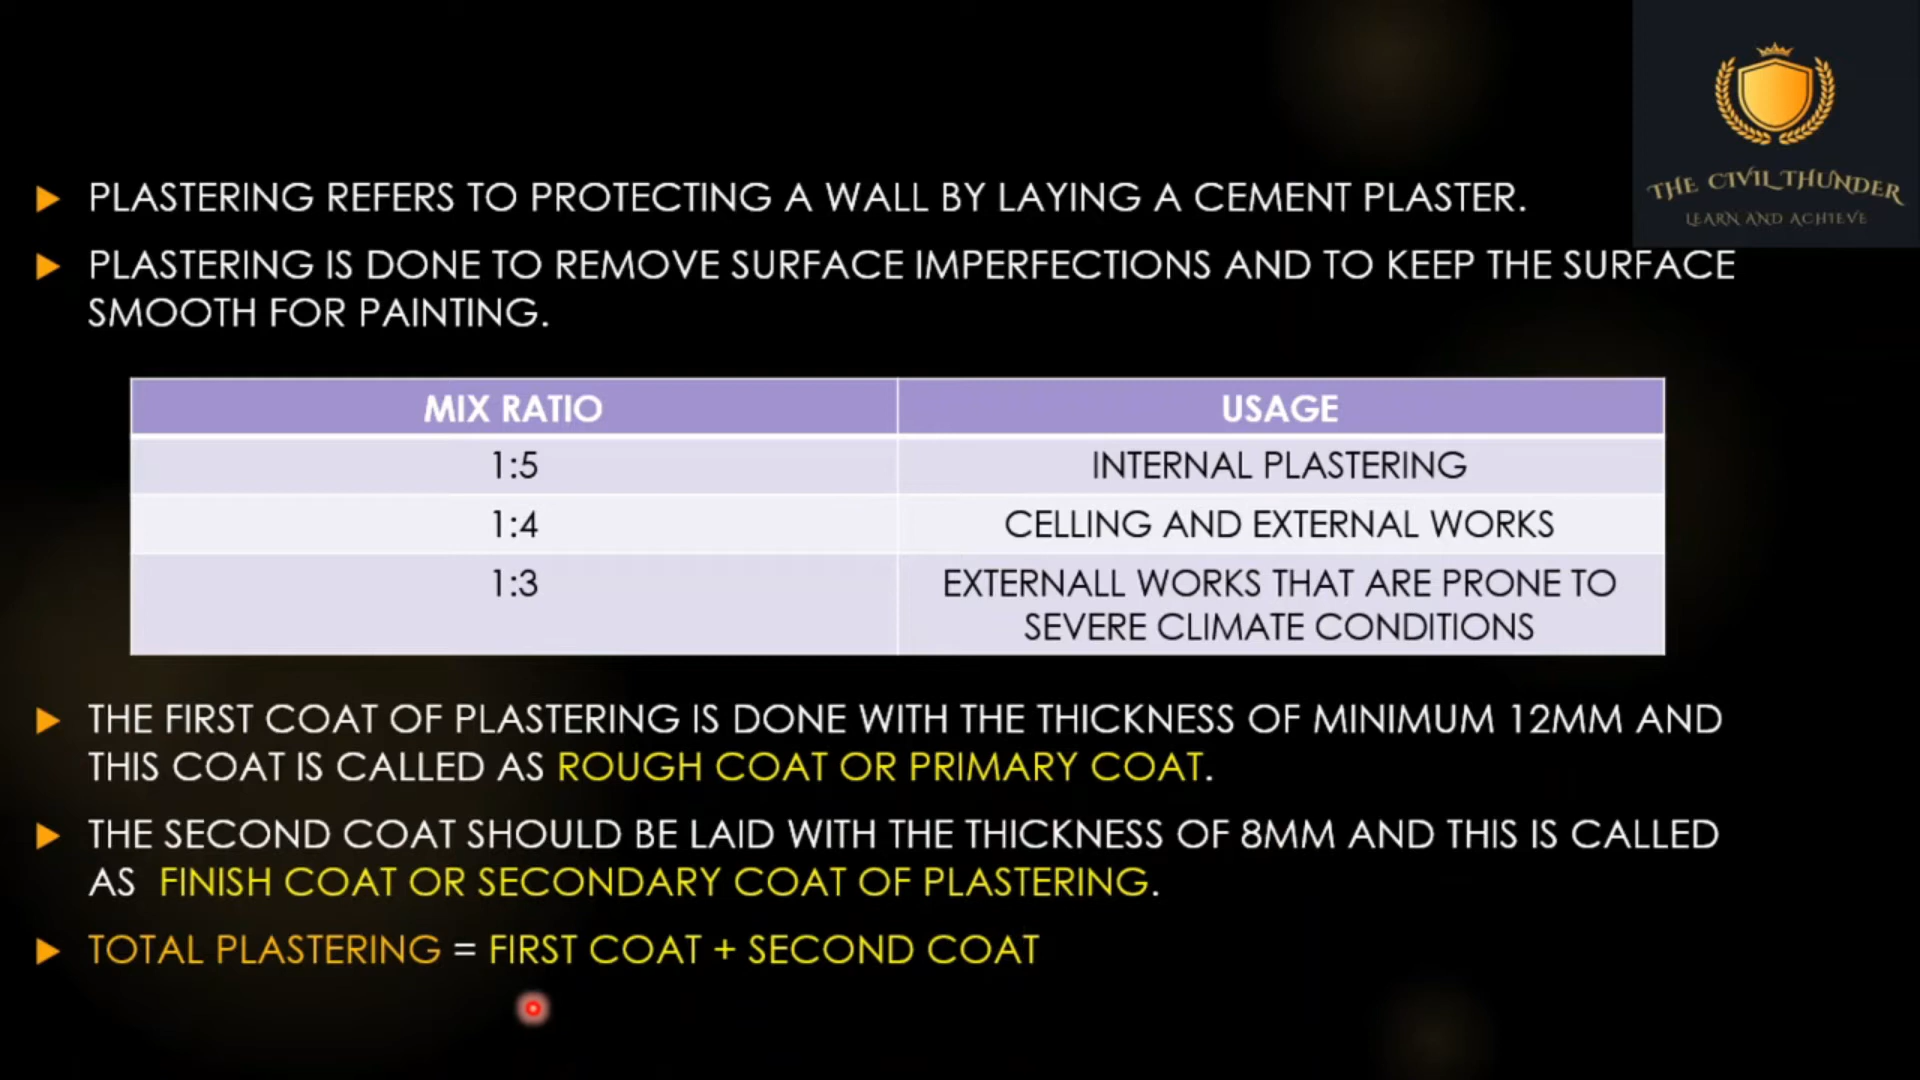 THE CIVIL THUNDER
LEARN AND ACHIEVE
PLASTERING REFERS TO PROTECTING A WALL BY LAYING A CEMENT PLASTER.
PLASTERING IS DONE TO REMOVE SURFACE IMPERFECTIONS AND TO KEEP THE SURFACE
SMOOTH FOR PAINTING.
MIX RATIO USAGE
1:5 INTERNAL PLASTERING
1:4 CELLING AND EXTERNAL WORKS
1:3 EXTERNALL WORKS THAT ARE PRONE TO
SEVERE CLIMATE CONDITIONS
THE FIRST COAT OF PLASTERING IS DONE WITH THE THICKNESS OF MINIMUM 12MM AND
THIS COAT IS CALLED AS ROUGH COAT OR PRIMARY COAT.
THE SECOND COAT SHOULD BE LAID WITH THE THICKNESS OF 8MM AND THIS IS CALLED
AS FINISH COAT OR SECONDARY COAT OF PLASTERING.
TOTAL PLASTERING = FIRST COAT + SECOND COAT